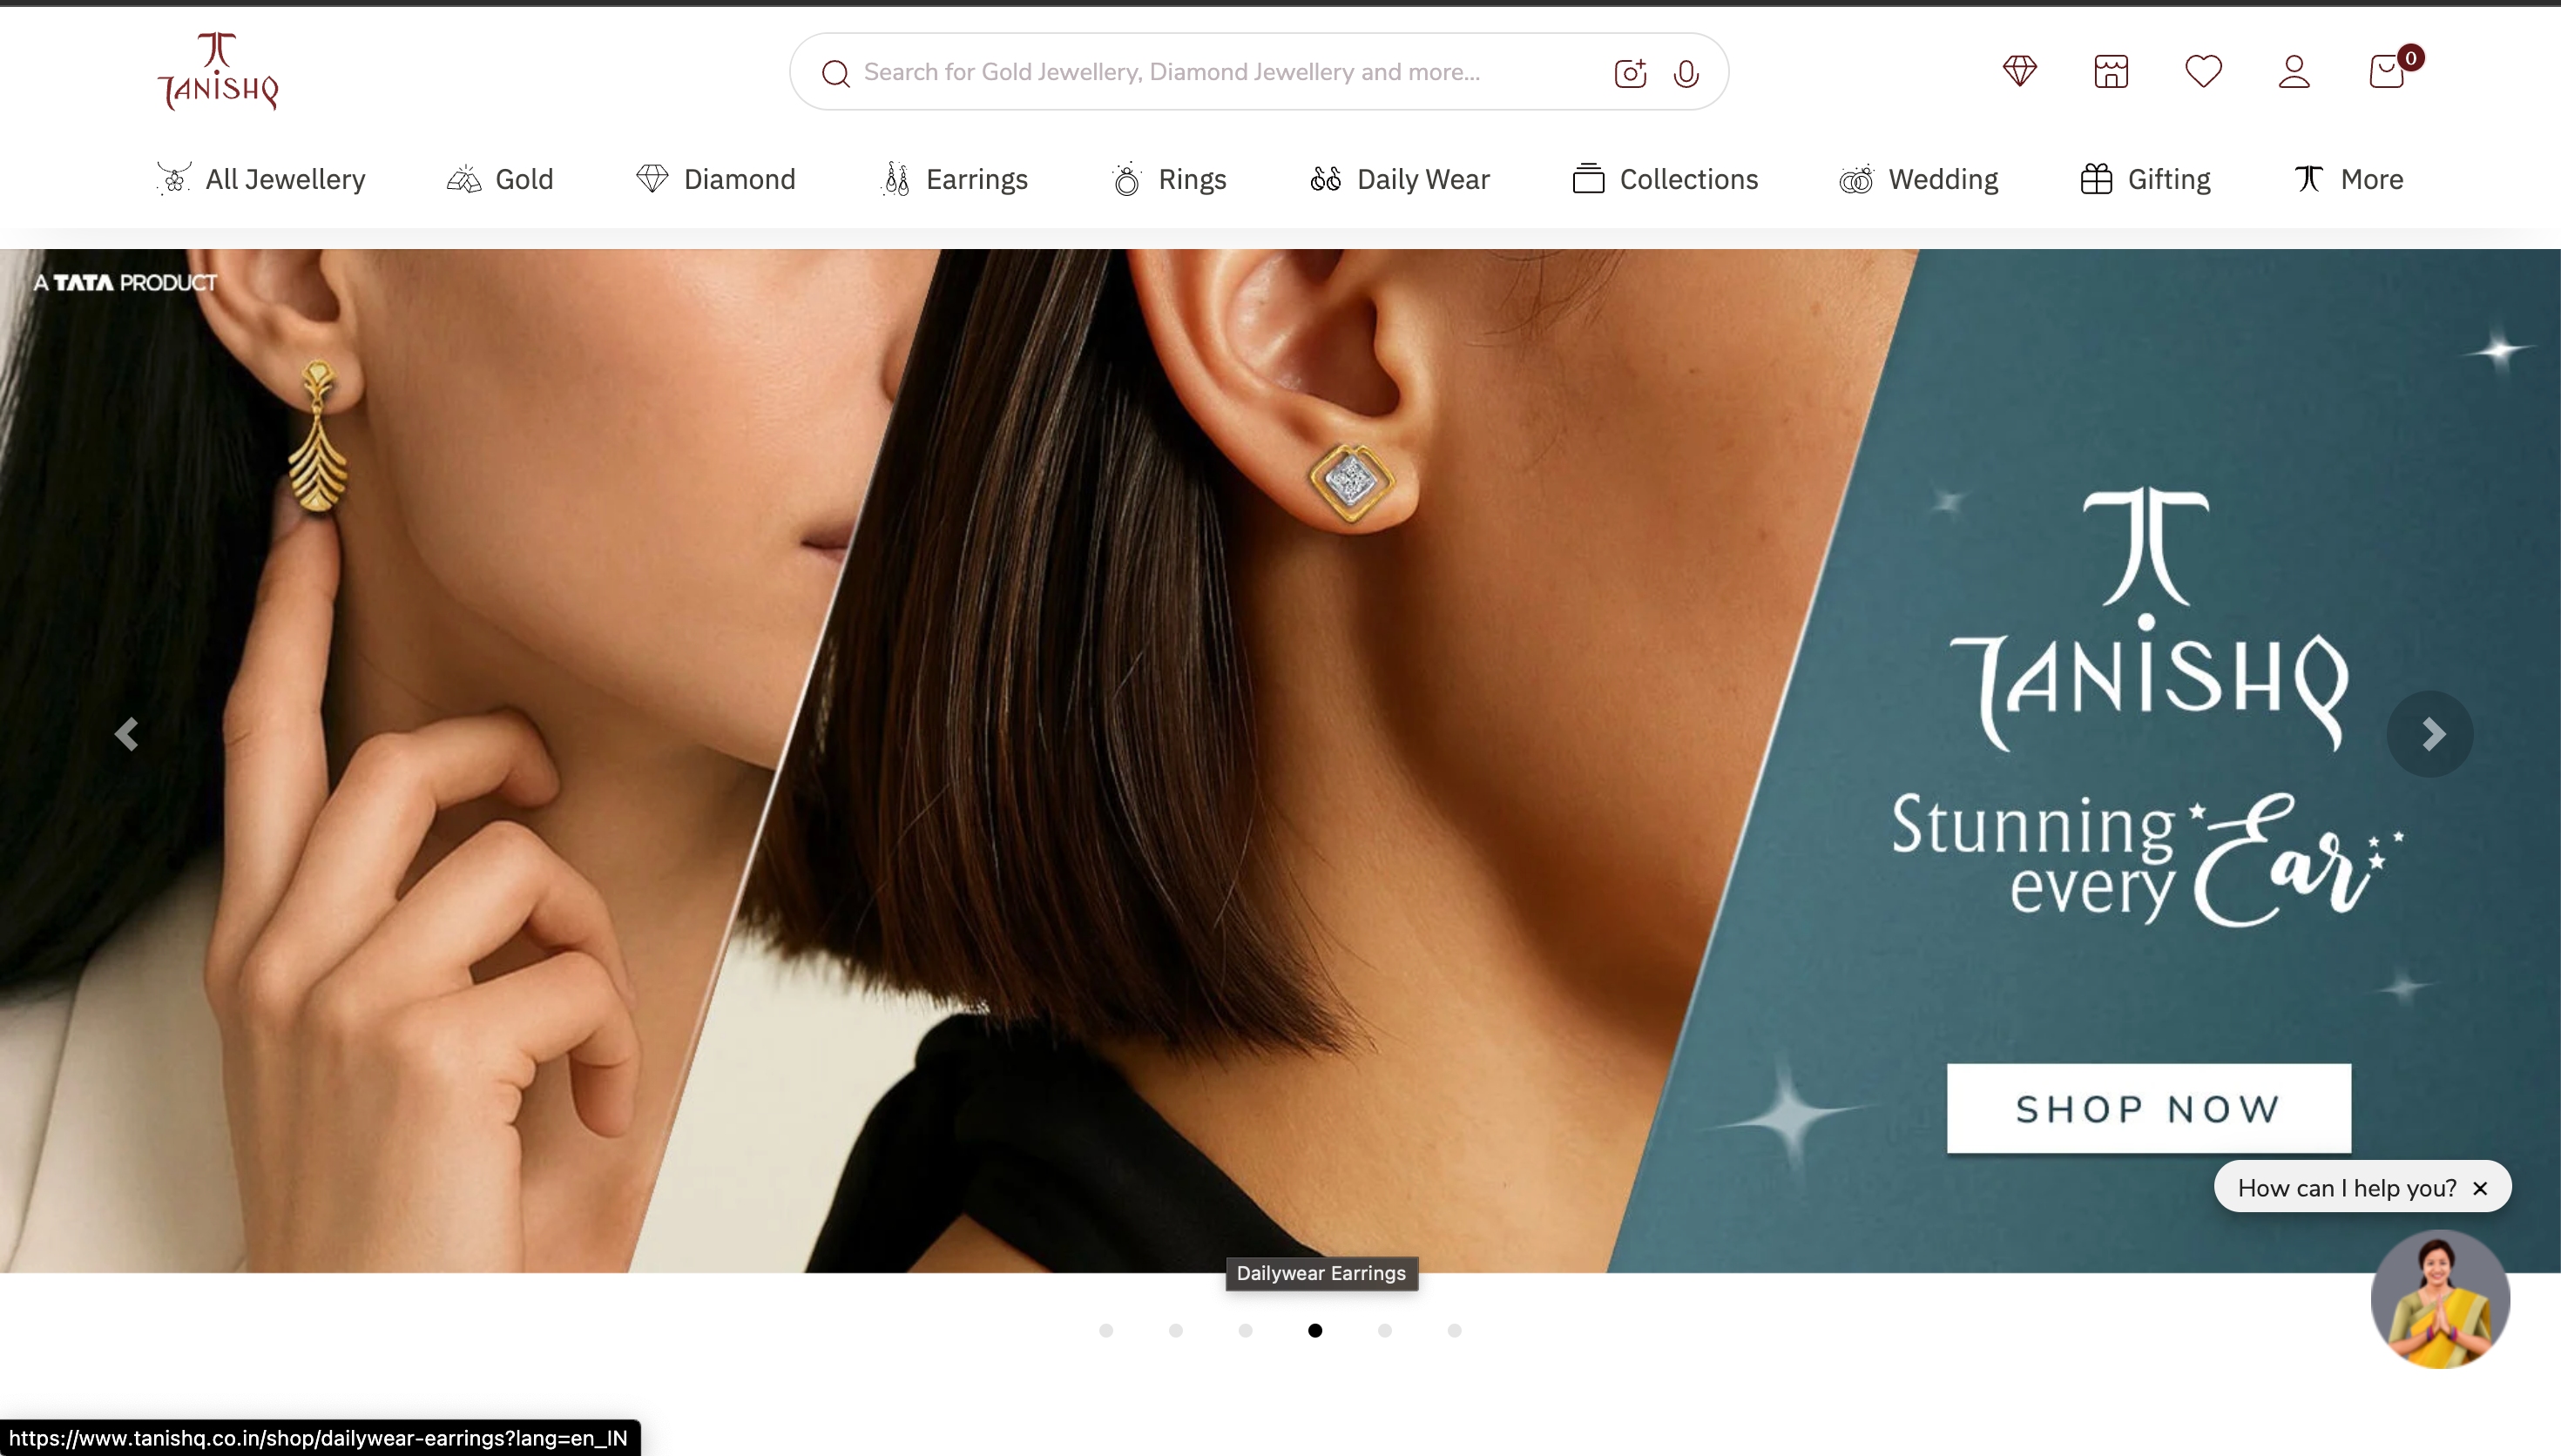 TANISHQ
Search for Gold Jewellery, Diamond Jewellery and more...
0
All Jewellery
Gold
Diamond
Earrings
Rings
Daily Wear
Collections
Wedding
Gifting
More
A TATA PRODUCT
TANISHQ
Stunning
every Ear
SHOP NOW
How can I help you?
Dailywear Earrings
https://www.tanishq.co.in/shop/dailywear-earrings?lang=en_IN